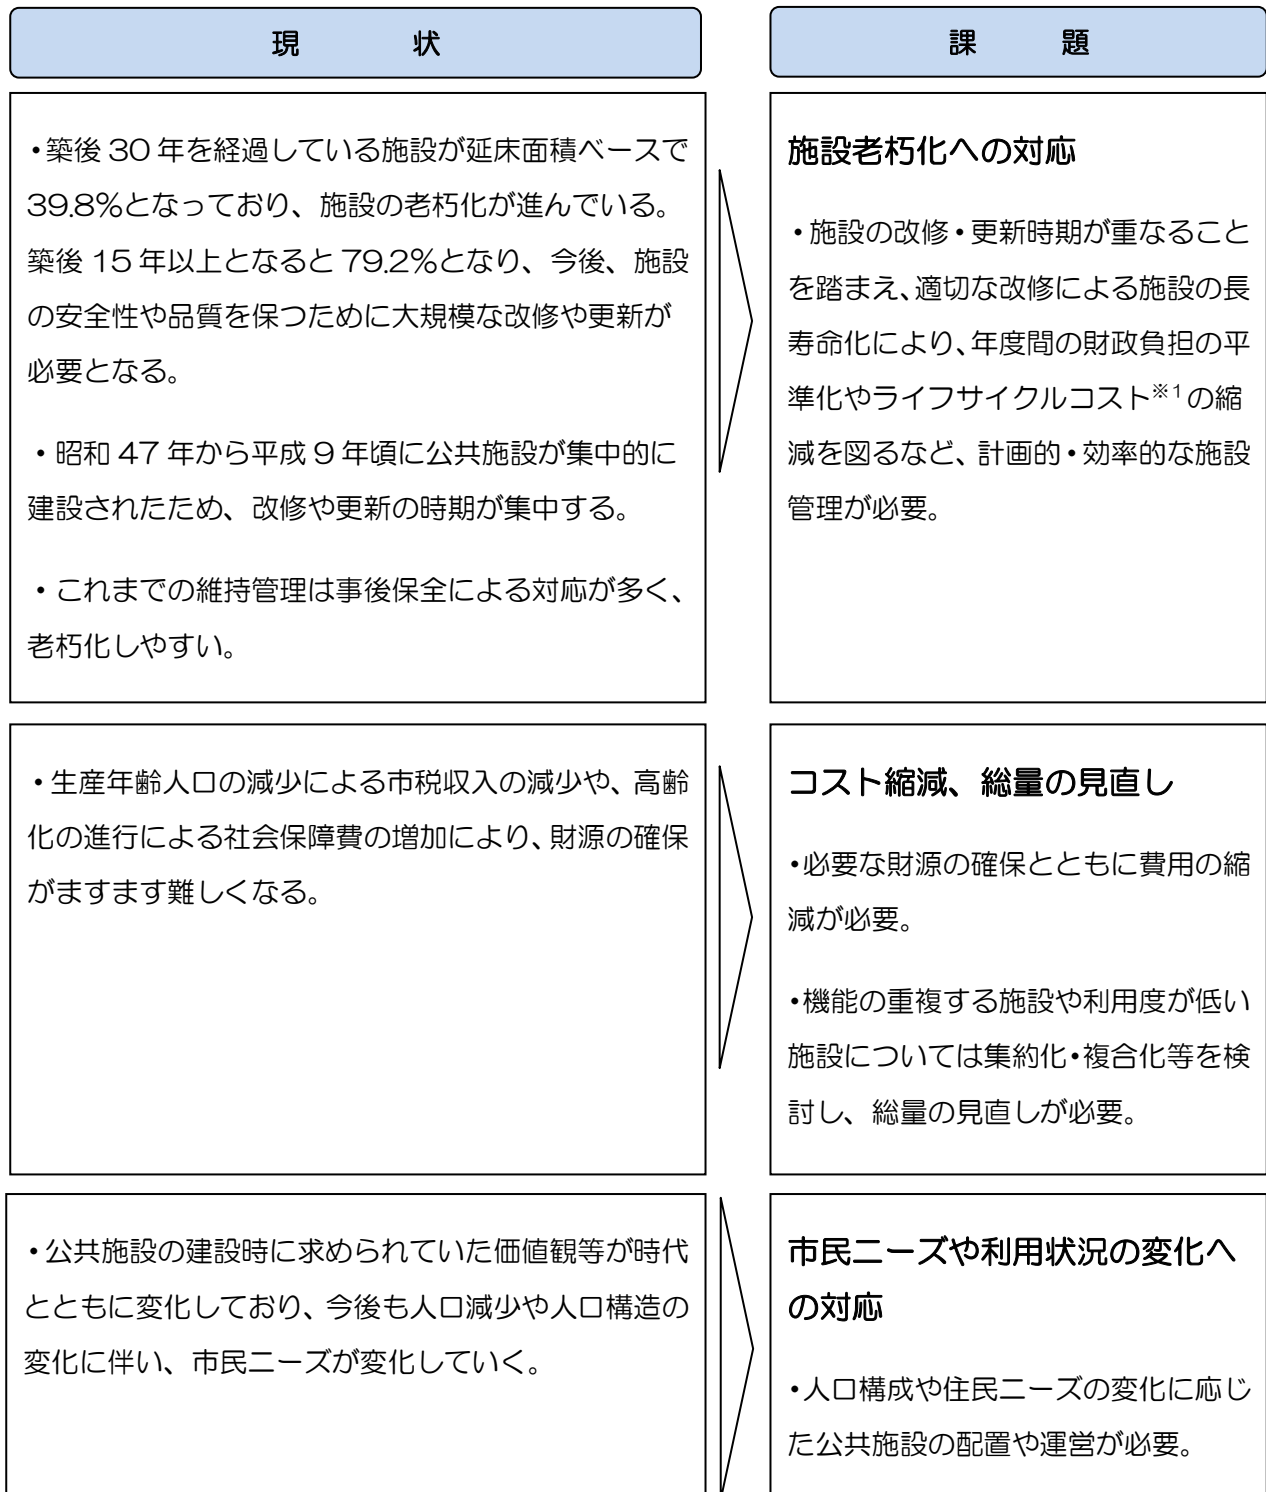 現　状
課　題
・築後 30 年を経過している施設が延床面積ベースで
39.8%となっており、施設の老朽化が進んでいる。
築後 15 年以上となると 79.2%となり、今後、施設
の安全性や品質を保つために大規模な改修や更新が
必要となる。
・昭和 47 年から平成 9 年頃に公共施設が集中的に
建設されたため、改修や更新の時期が集中する。
・これまでの維持管理は事後保全による対応が多く、
老朽化しやすい。
施設老朽化への対応
・施設の改修・更新時期が重なること
を踏まえ、適切な改修による施設の長
寿命化により、年度間の財政負担の平
準化やライフサイクルコスト※1の縮
減を図るなど、計画的・効率的な施設
管理が必要。
・生産年齢人口の減少による市税収入の減少や、高齢
化の進行による社会保障費の増加により、財源の確保
がますます難しくなる。
コスト縮減、総量の見直し
・必要な財源の確保とともに費用の縮
減が必要。
・機能の重複する施設や利用度が低い
施設については集約化・複合化等を検
討し、総量の見直しが必要。
・公共施設の建設時に求められていた価値観等が時代
とともに変化しており、今後も人口減少や人口構造の
変化に伴い、市民ニーズが変化していく。
市民ニーズや利用状況の変化へ
の対応
・人口構成や住民ニーズの変化に応じ
た公共施設の配置や運営が必要。